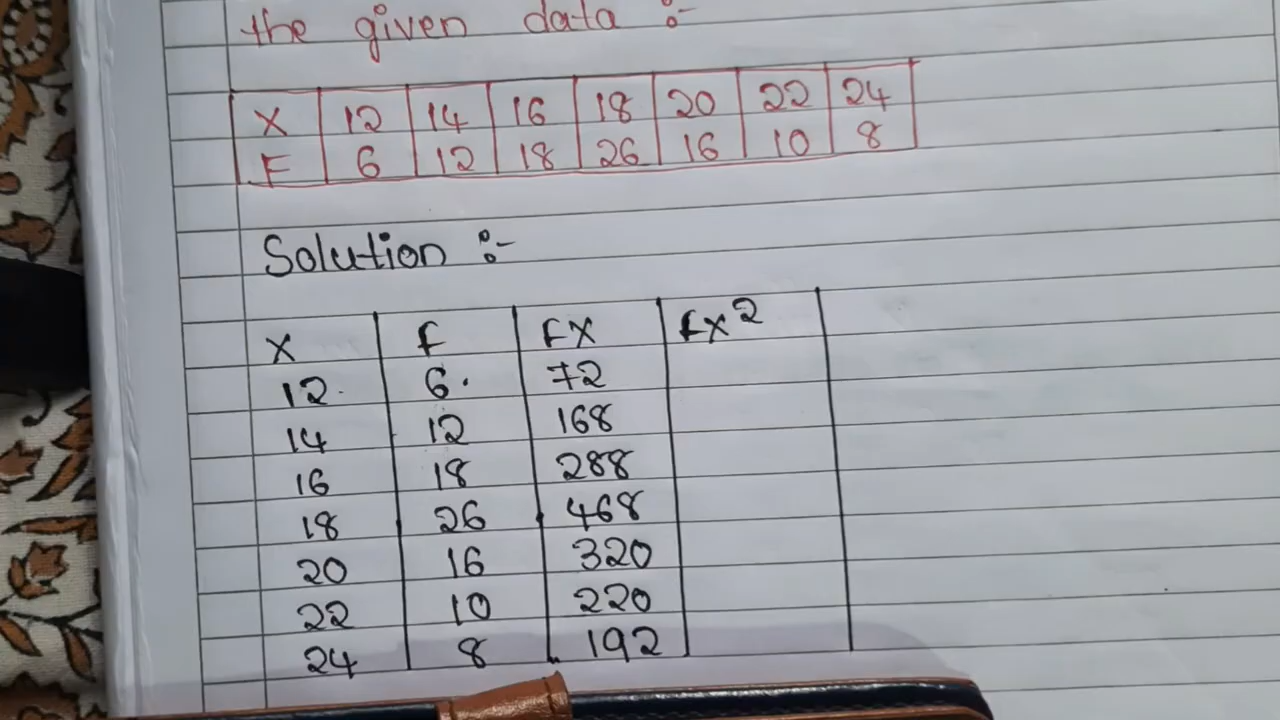 the given data :-
X 12 14 16 18 20 22 24
F 6 12 18 26 16 10 8
Solution :-
X F FX FX²
12. 6. 72
14 12 168
16 18 288
18 26 468
20 16 320
22 10 220
24 8 192